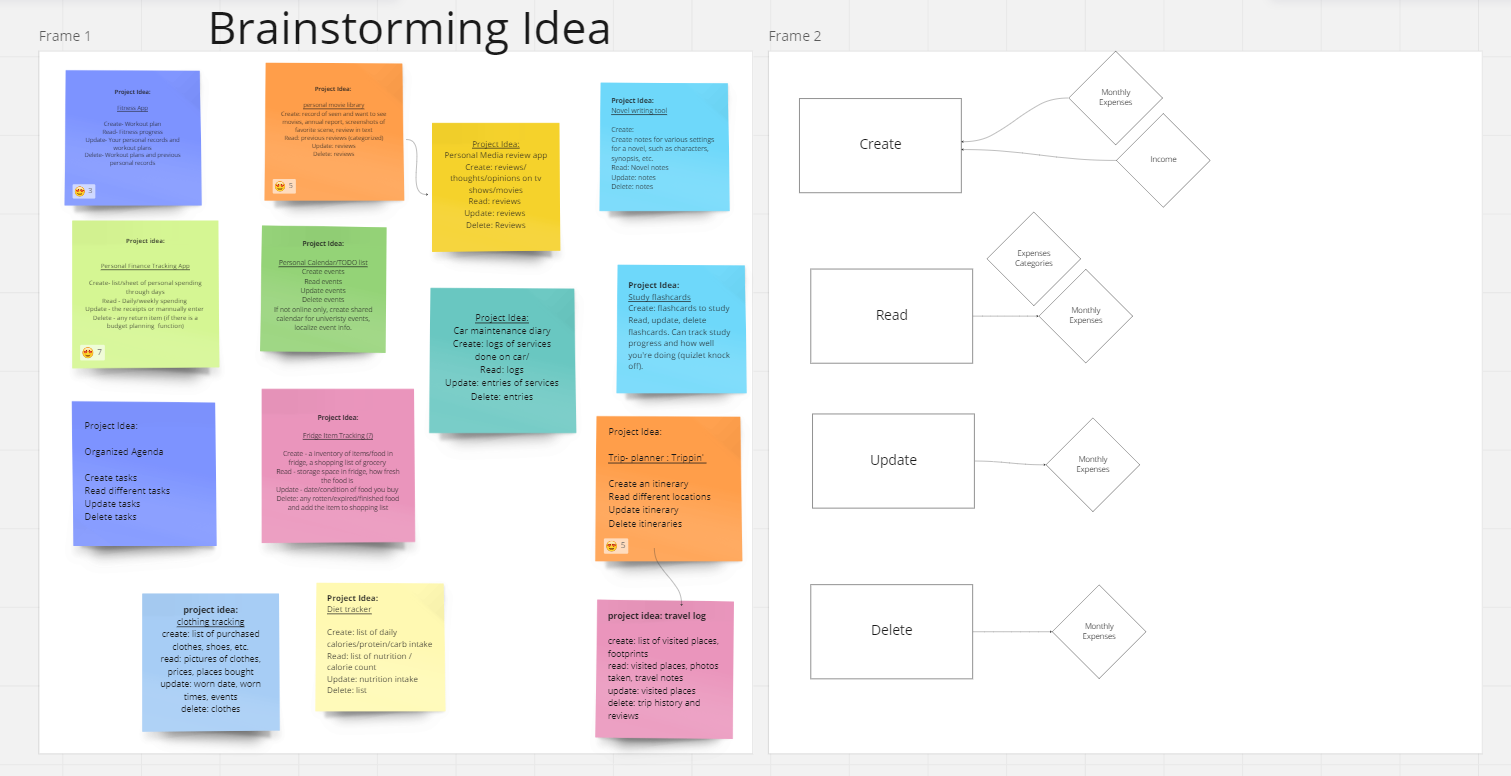 Brainstorming Idea
Frame 1
Project Idea:
Fitness App
Create- Workout plan
Read- Fitness progress
Update- Your personal records and
workout plans
Delete- Workout plans and previous
personal records
3
Project Idea:
personal movie library
Create: record of seen and want to see
movies, annual report, screenshots of
favorite scene, review in text
Read: previous reviews (categorized)
Update: reviews
Delete: reviews
5
Project Idea:
Personal Media review app
Create: reviews/
thoughts/opinions on tv
shows/movies
Read: reviews
Update: reviews
Delete: Reviews
Project Idea:
Novel writing tool
Create:
Create notes for various settings
for a novel, such as characters,
synopsis, etc.
Read: Novel notes
Update: notes
Delete: notes
Project idea:
Personal Finance Tracking App
Create- list/sheet of personal spending
through days
Read - Daily/weekly spending
Update - the receipts or mannually enter
Delete - any return item (if there is a
budget planning function)
7
Project Idea:
Personal Calendar/TODO list
Create events
Read events
Update events
Delete events
If not online only, create shared
calendar for univeristy events,
localize event info.
Project Idea:
Car maintenance diary
Create: logs of services
done on car/
Read: logs
Update: entries of services
Delete: entries
Project Idea:
Study flashcards
Create: flashcards to study
Read, update, delete
flashcards. Can track study
progress and how well
you're doing (quizlet knock
off).
Project Idea:
Organized Agenda
Create tasks
Read different tasks
Update tasks
Delete tasks
Project Idea:
Fridge Item Tracking (?)
Create - a inventory of items/food in
fridge, a shopping list of grocery
Read - storage space in fridge, how fresh
the food is
Update - date/condition of food you buy
Delete: any rotten/expired/finished food
and add the item to shopping list
Project Idea:
Trip- planner : Trippin'
Create an itinerary
Read different locations
Update itinerary
Delete itineraries
5
project idea:
clothing tracking
create: list of purchased
clothes, shoes, etc.
read: pictures of clothes,
prices, places bought
update: worn date, worn
times, events
delete: clothes
Project Idea:
Diet tracker
Create: list of daily
calories/protein/carb intake
Read: list of nutrition /
calorie count
Update: nutrition intake
Delete: list
project idea: travel log
create: list of visited places,
footprints
read: visited places, photos
taken, travel notes
update: visited places
delete: trip history and
reviews
Frame 2
Create
Monthly
Expenses
Income
Read
Expenses
Categories
Monthly
Expenses
Update
Monthly
Expenses
Delete
Monthly
Expenses